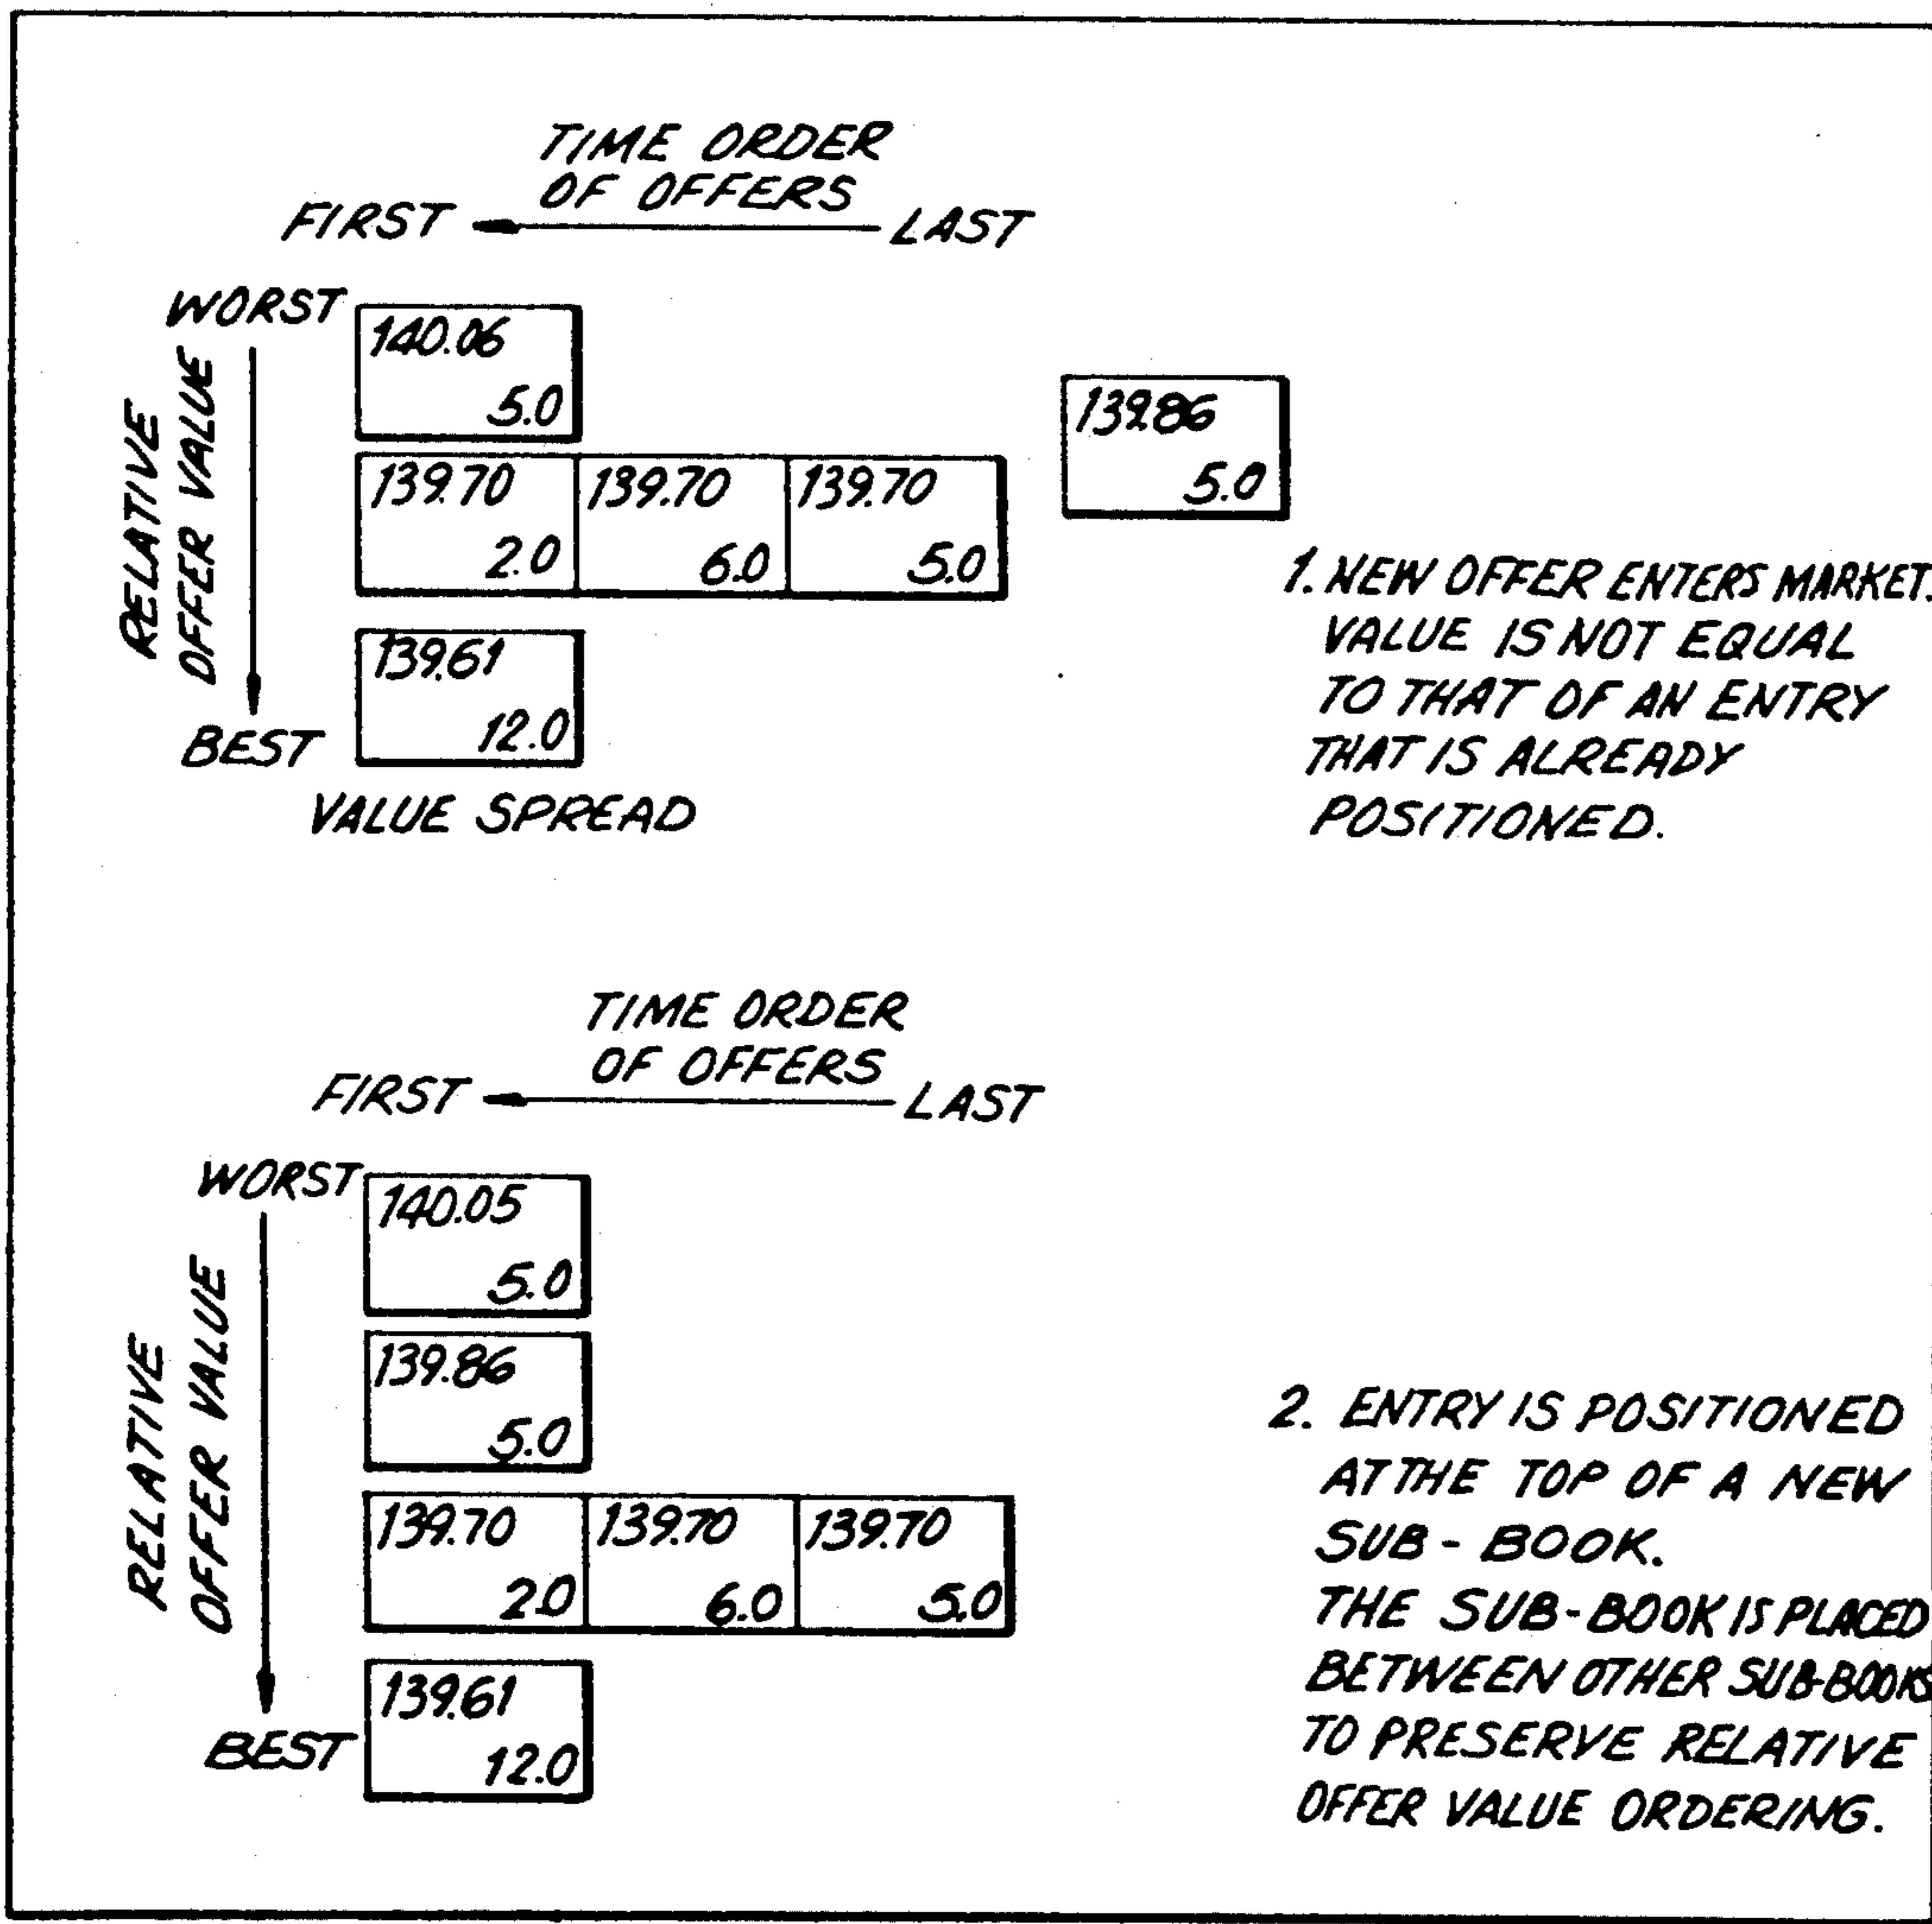 TIME ORDER
OF OFFERS
FIRST LAST
WORST
RELATIVE
OFFER VALUE
BEST
140.06
5.0
139.70 139.70 139.70
2.0 6.0 5.0
139.61
12.0
VALUE SPREAD
139.86
5.0
1. NEW OFFER ENTERS MARKET.
VALUE IS NOT EQUAL
TO THAT OF AN ENTRY
THAT IS ALREADY
POSITIONED.
TIME ORDER
OF OFFERS
FIRST LAST
WORST
RELATIVE
OFFER VALUE
BEST
140.05
5.0
139.86
5.0
139.70 139.70 139.70
2.0 6.0 5.0
139.61
12.0
2. ENTRY IS POSITIONED
AT THE TOP OF A NEW
SUB-BOOK.
THE SUB-BOOK IS PLACED
BETWEEN OTHER SUB-BOOKS
TO PRESERVE RELATIVE
OFFER VALUE ORDERING.